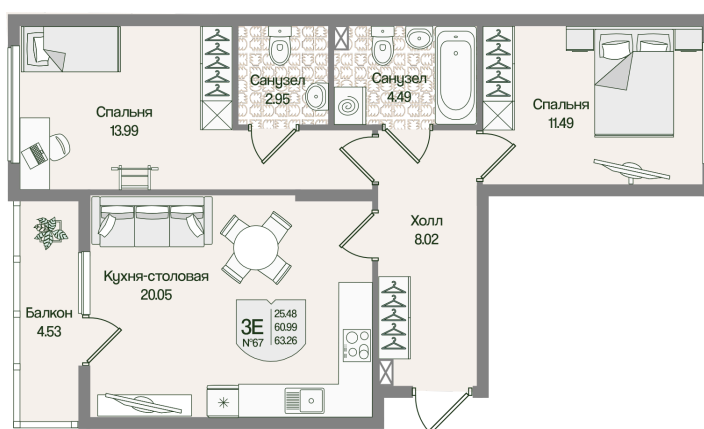 Спальня
13.99
Санузел
2.95
Санузел
4.49
Спальня
11.49
Холл
8.02
Кухня-столовая
20.05
Балкон
4.53
3Е
№67
25.48
60.99
63.26